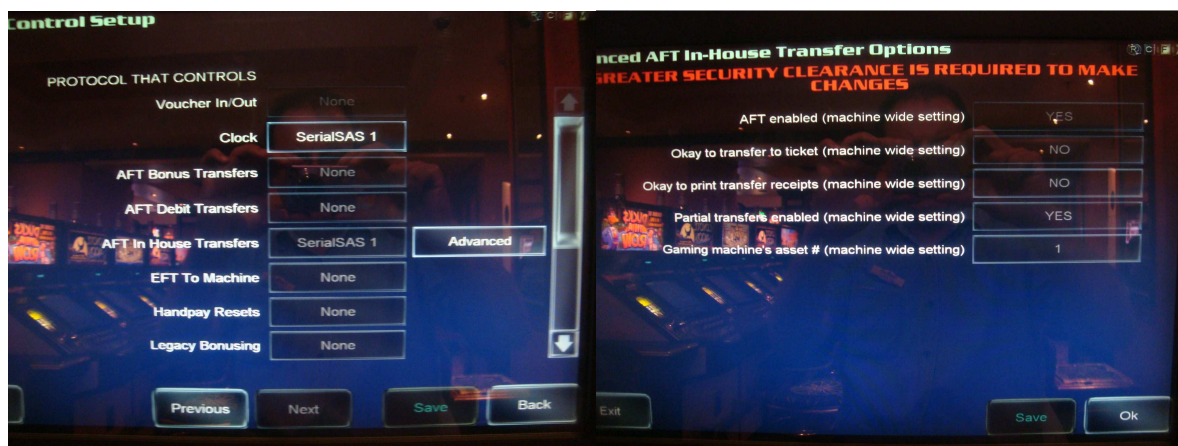 Control Setup
PROTOCOL THAT CONTROLS
Voucher In/Out None
Clock SerialSAS 1
AFT Bonus Transfers None
AFT Debit Transfers None
AFT In House Transfers SerialSAS 1 Advanced
EFT To Machine None
Handpay Resets None
Legacy Bonusing None
Previous Next Save Back
nced AFT In-House Transfer Options
GREATER SECURITY CLEARANCE IS REQUIRED TO MAKE
CHANGES
AFT enabled (machine wide setting) YES
Okay to transfer to ticket (machine wide setting) NO
Okay to print transfer receipts (machine wide setting) NO
Partial transfers enabled (machine wide setting) YES
Gaming machine's asset # (machine wide setting) 1
Exit Save Ok